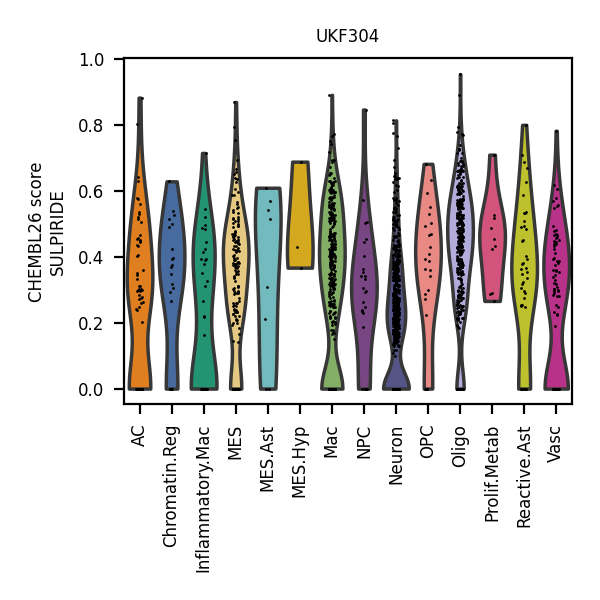 UKF304
CHEMBL26 score
SULPIRIDE
1.0
0.8
0.6
0.4
0.2
0.0
AC
Chromatin.Reg
Inflammatory.Mac
MES
MES.Ast
MES.Hyp
Mac
NPC
Neuron
OPC
Oligo
Prolif.Metab
Reactive.Ast
Vasc